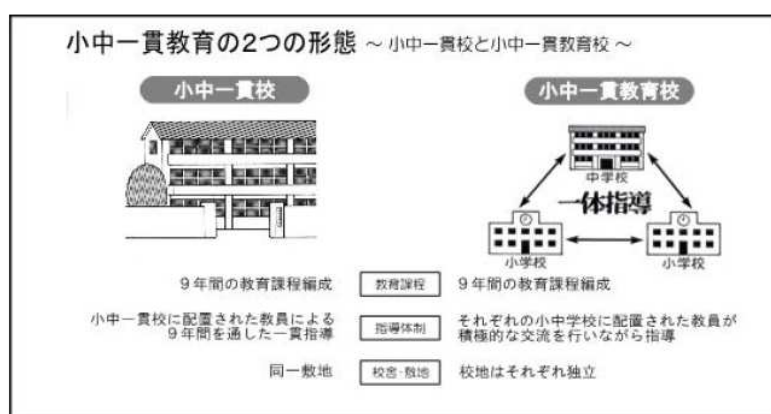 小中一貫教育の2つの形態 ～ 小中一貫校と小中一貫教育校 ～
小中一貫校
小中一貫教育校
中学校
一体指導
小学校
小学校
9年間の教育課程編成
教育課程
9年間の教育課程編成
小中一貫校に配置された教員による
9年間を通した一貫指導
指導体制
それぞれの小中学校に配置された教員が
積極的な交流を行いながら指導
同一敷地
校舎・敷地
校地はそれぞれ独立